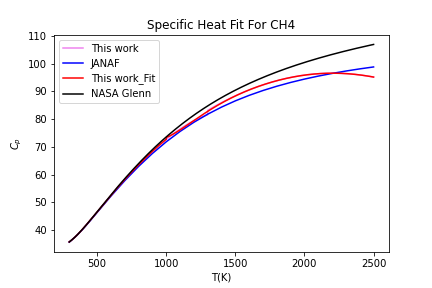 Specific Heat Fit For CH4
This work
JANAF
This work_Fit
NASA Glenn
110
100
90
80
70
60
50
40
C_p
500
1000
1500
2000
2500
T(K)